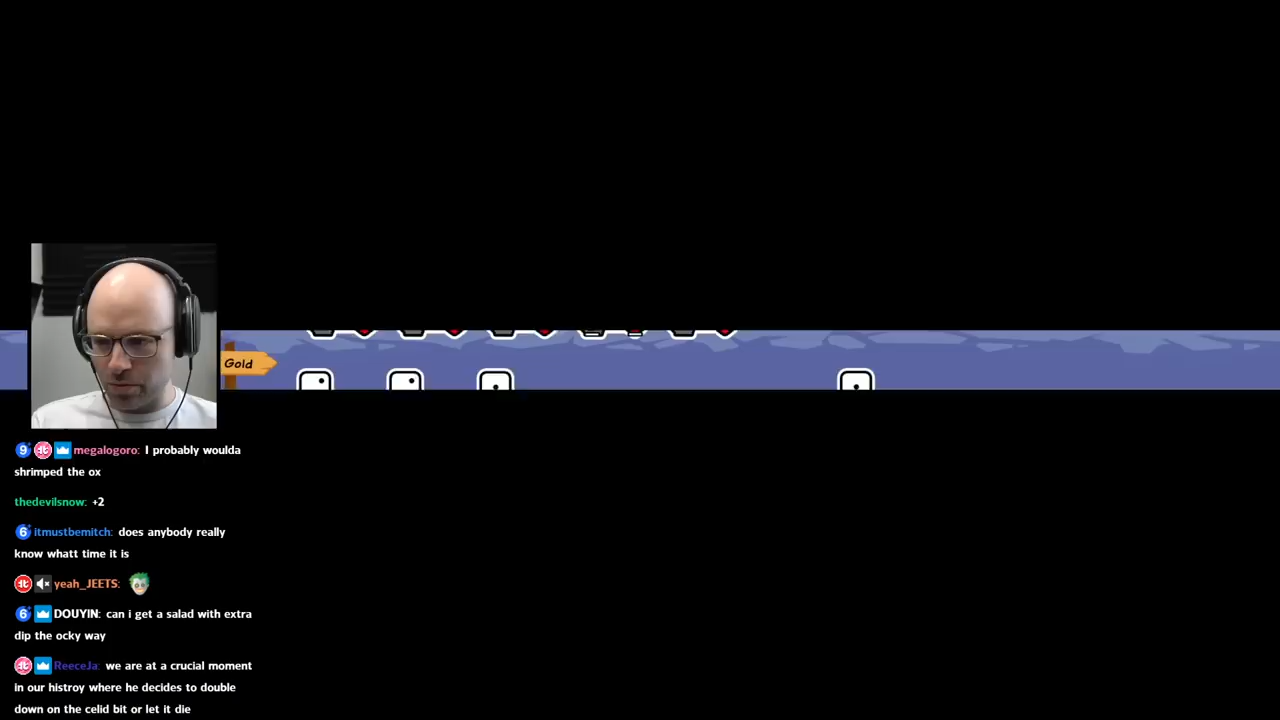 Gold
megalogoro: I probably woulda
shrimped the ox
thedevilsnow: +2
itmustbemitch: does anybody really
know whatt time it is
yeah_JEETS:
DOUYIN: can i get a salad with extra
dip the ocky way
ReeceJa: we are at a crucial moment
in our histroy where he decides to double
down on the celid bit or let it die